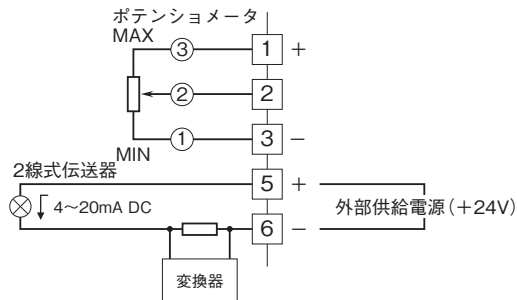 ポテンショメータ
MAX
③ 1 +
② 2
① 3 −
MIN
2線式伝送器
5 +
4〜20mA DC
外部供給電源(+24V)
6 −
変換器